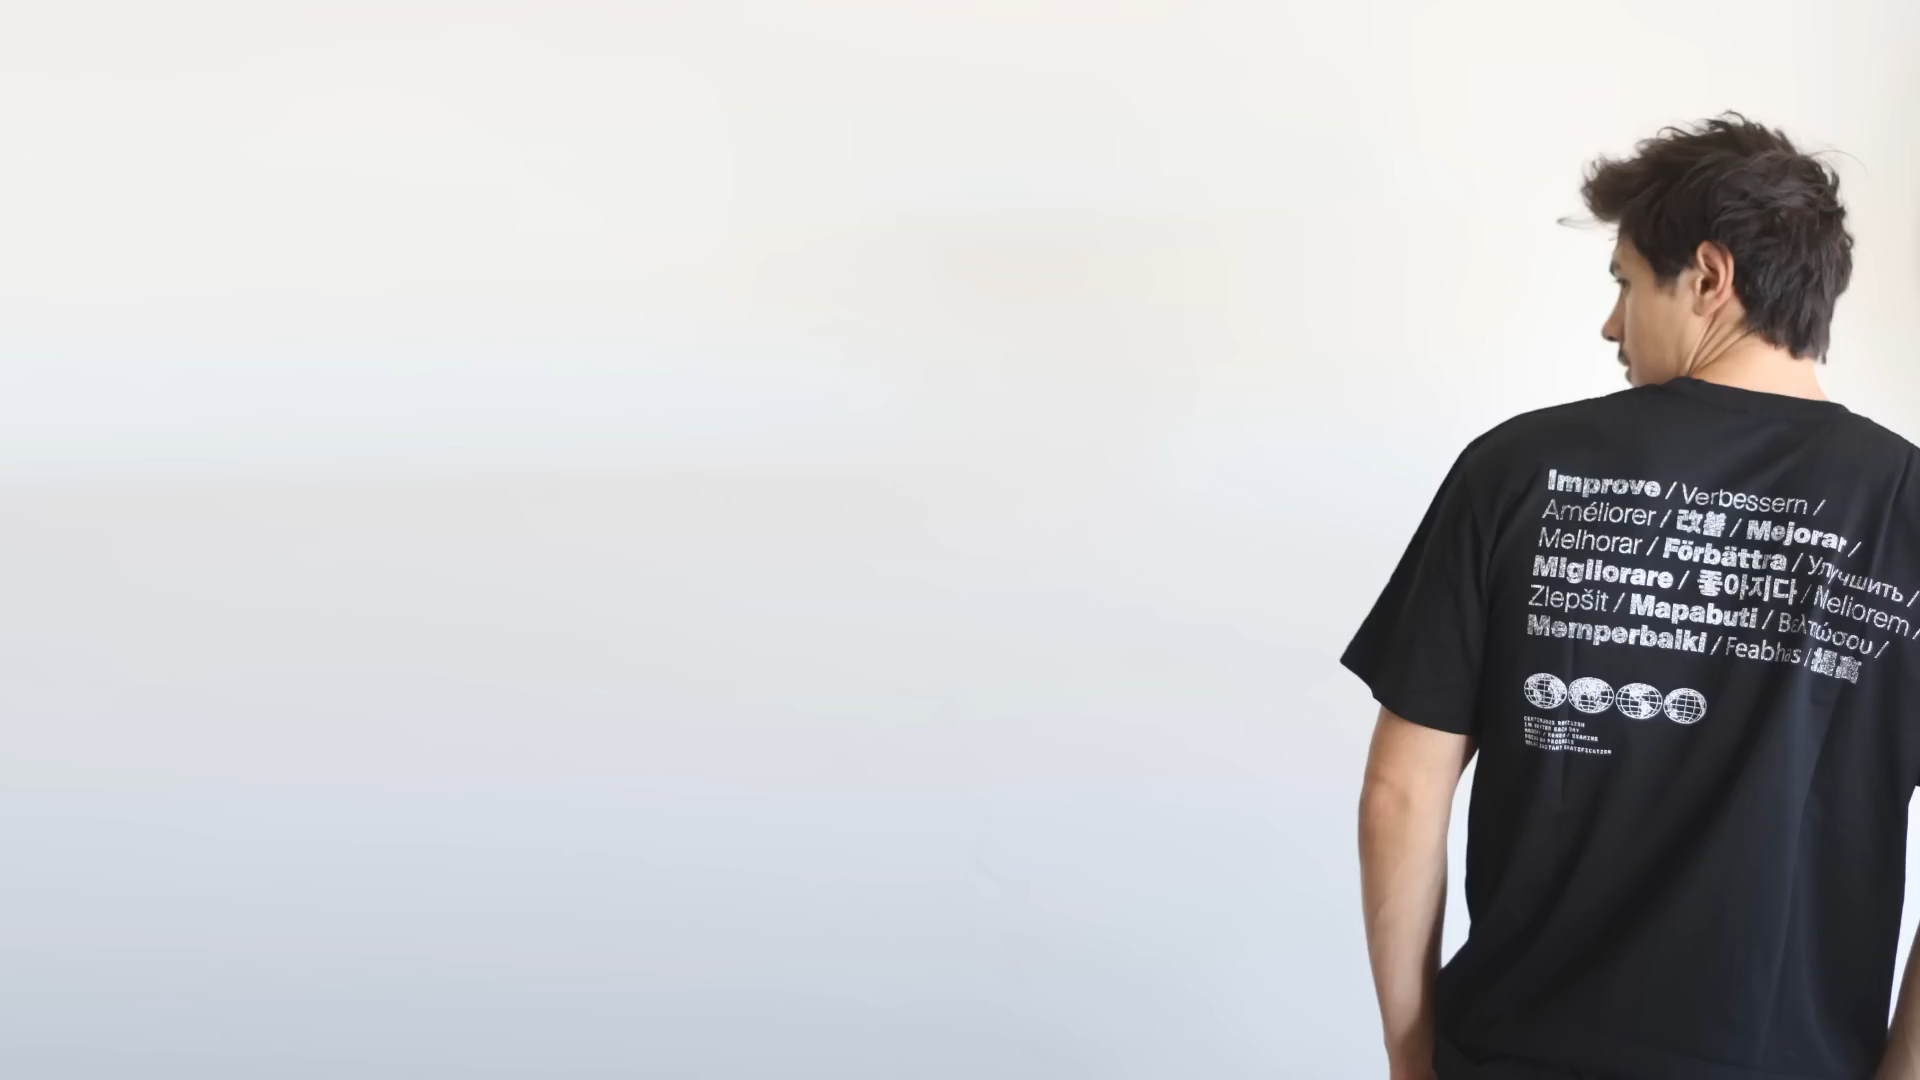 Improve / Verbessern /
Améliorer / 改善 / Mejorar /
Melhorar / Förbättra / Улучшить /
Migliorare / 좋아지다 / Meliorem /
Zlepšit / Mapabuti / Βελτιώσου /
Memperbaiki / Feabhas / 提高